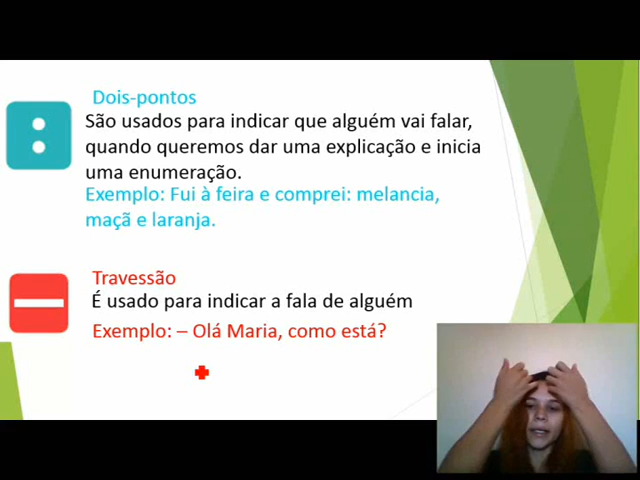 Dois-pontos
São usados para indicar que alguém vai falar,
quando queremos dar uma explicação e inicia
uma enumeração.
Exemplo: Fui à feira e comprei: melancia,
maçã e laranja.
Travessão
É usado para indicar a fala de alguém
Exemplo: – Olá Maria, como está?